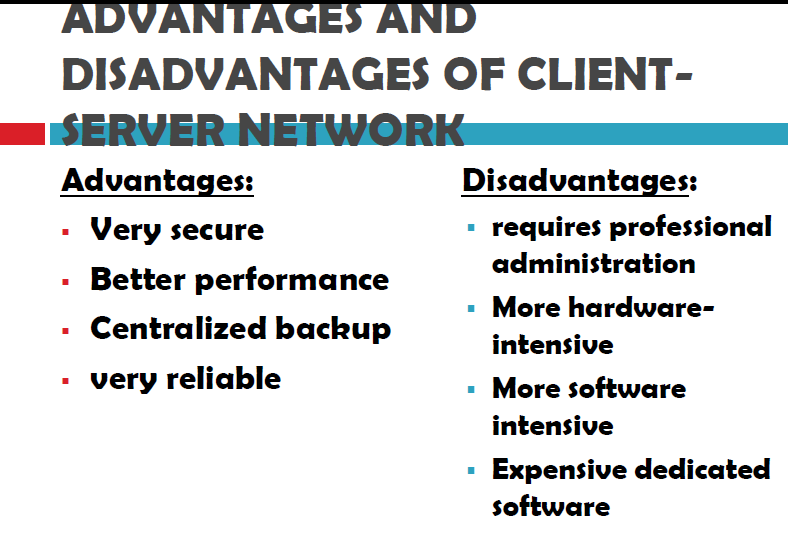 ADVANTAGES AND
DISADVANTAGES OF CLIENT-
SERVER NETWORK
Advantages:
▪ Very secure
▪ Better performance
▪ Centralized backup
▪ very reliable
Disadvantages:
▪ requires professional
administration
▪ More hardware-
intensive
▪ More software
intensive
▪ Expensive dedicated
software